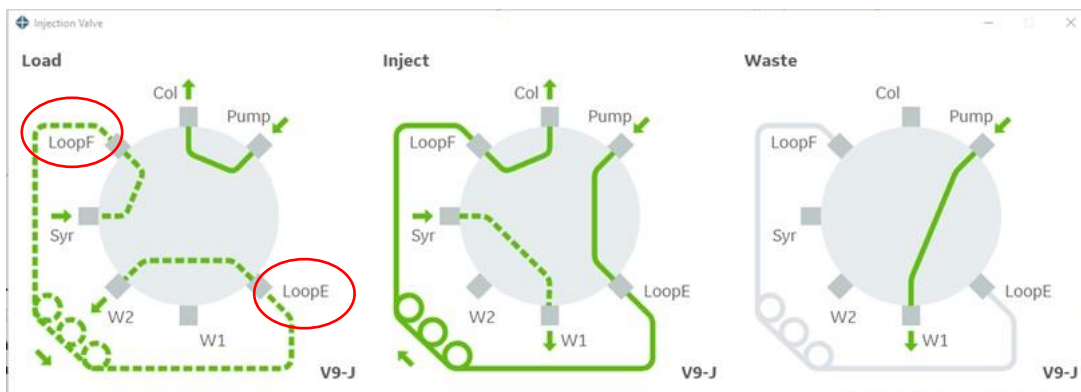 Injection Valve
Load
Col
Pump
LoopF
Syr
LoopE
W2
W1
V9-J
Inject
Col
Pump
LoopF
Syr
LoopE
W2
W1
V9-J
Waste
Col
Pump
LoopF
Syr
LoopE
W2
W1
V9-J